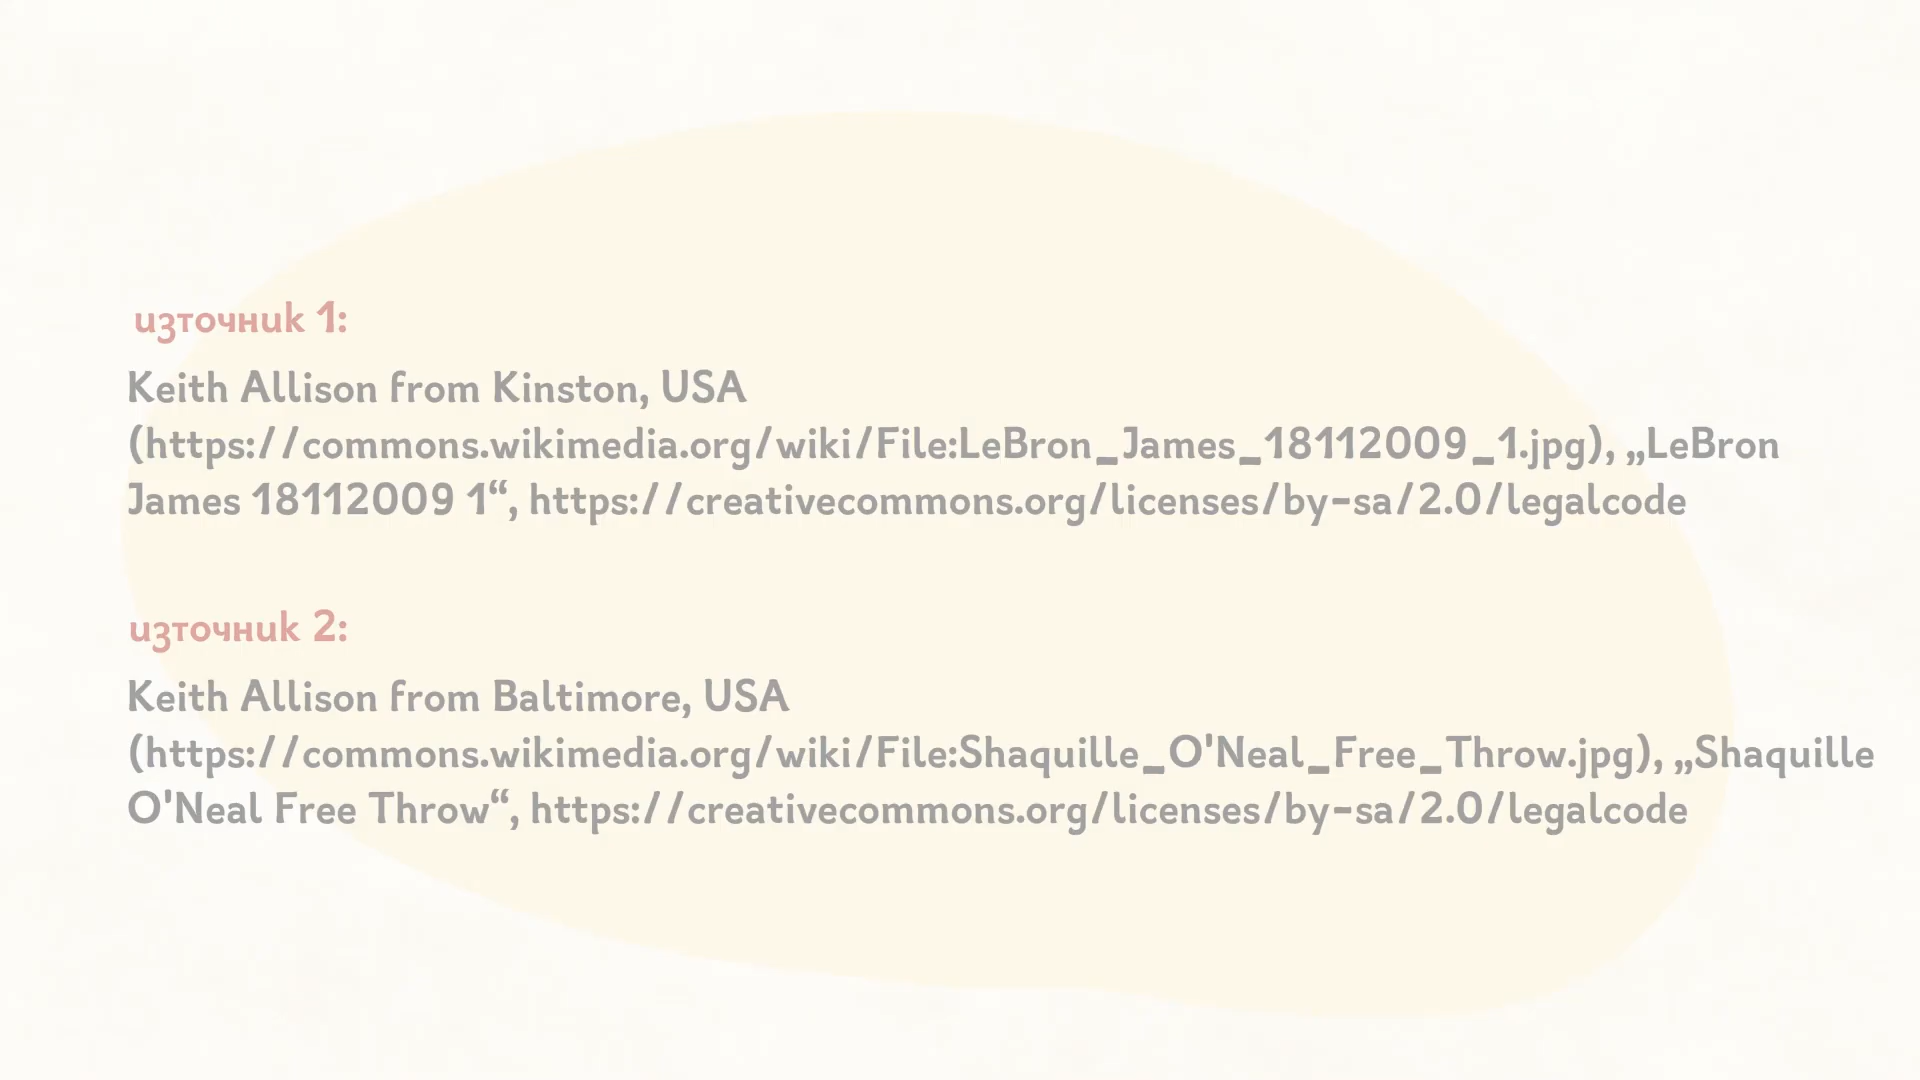 източник 1:
Keith Allison from Kinston, USA
(https://commons.wikimedia.org/wiki/File:LeBron_James_18112009_1.jpg), „LeBron
James 18112009 1“, https://creativecommons.org/licenses/by-sa/2.0/legalcode
източник 2:
Keith Allison from Baltimore, USA
(https://commons.wikimedia.org/wiki/File:Shaquille_O'Neal_Free_Throw.jpg), „Shaquille
O'Neal Free Throw“, https://creativecommons.org/licenses/by-sa/2.0/legalcode